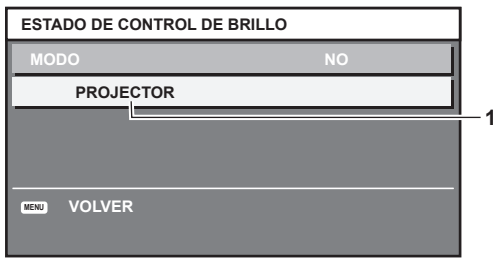 ESTADO DE CONTROL DE BRILLO
MODO NO
PROJECTOR
1
MENU VOLVER